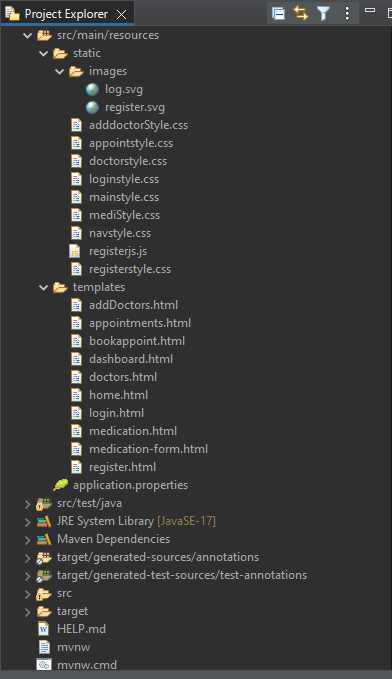 Project Explorer
src/main/resources
static
images
log.svg
register.svg
adddoctorStyle.css
appointstyle.css
doctorstyle.css
loginstyle.css
mainstyle.css
mediStyle.css
navstyle.css
registerjs.js
registerstyle.css
templates
addDoctors.html
appointments.html
bookappoint.html
dashboard.html
doctors.html
home.html
login.html
medication.html
medication-form.html
register.html
application.properties
src/test/java
JRE System Library [JavaSE-17]
Maven Dependencies
target/generated-sources/annotations
target/generated-test-sources/test-annotations
src
target
HELP.md
mvnw
mvnw.cmd